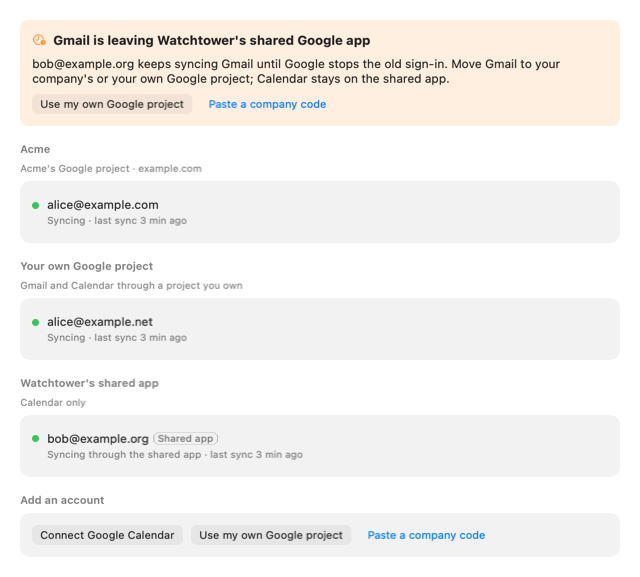 Gmail is leaving Watchtower's shared Google app
bob@example.org keeps syncing Gmail until Google stops the old sign-in. Move Gmail to your
company's or your own Google project; Calendar stays on the shared app.
Use my own Google project
Paste a company code
Acme
Acme's Google project · example.com
alice@example.com
Syncing · last sync 3 min ago
Your own Google project
Gmail and Calendar through a project you own
alice@example.net
Syncing · last sync 3 min ago
Watchtower's shared app
Calendar only
bob@example.org Shared app
Syncing through the shared app · last sync 3 min ago
Add an account
Connect Google Calendar
Use my own Google project
Paste a company code